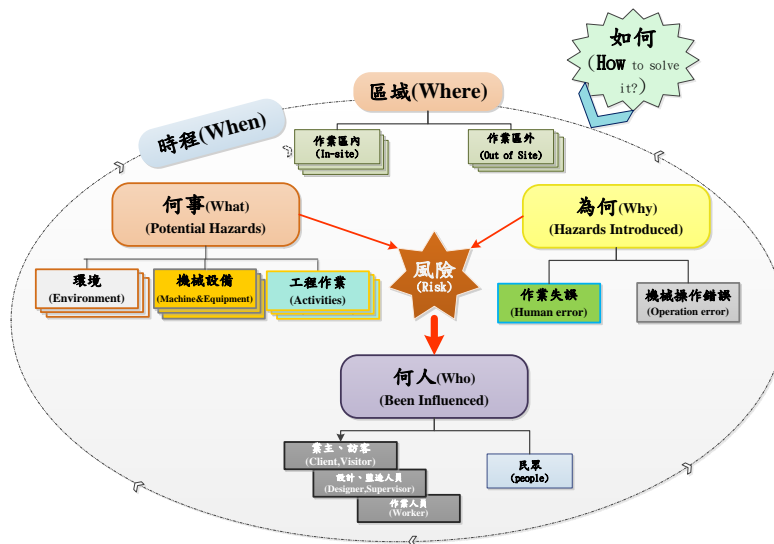 如何
(How to solve
it?)
區域(Where)
時程(When)
作業區內
(In-site)
作業區外
(Out of Site)
何事(What)
(Potential Hazards)
為何(Why)
(Hazards Introduced)
風險
(Risk)
環境
(Environment)
機械設備
(Machine&Equipment)
工程作業
(Activities)
作業失誤
(Human error)
機械操作錯誤
(Operation error)
何人(Who)
(Been Influenced)
業主、訪客
(Client,Visitor)
設計、監造人員
(Designer,Supervisor)
作業人員
(Worker)
民眾
(people)